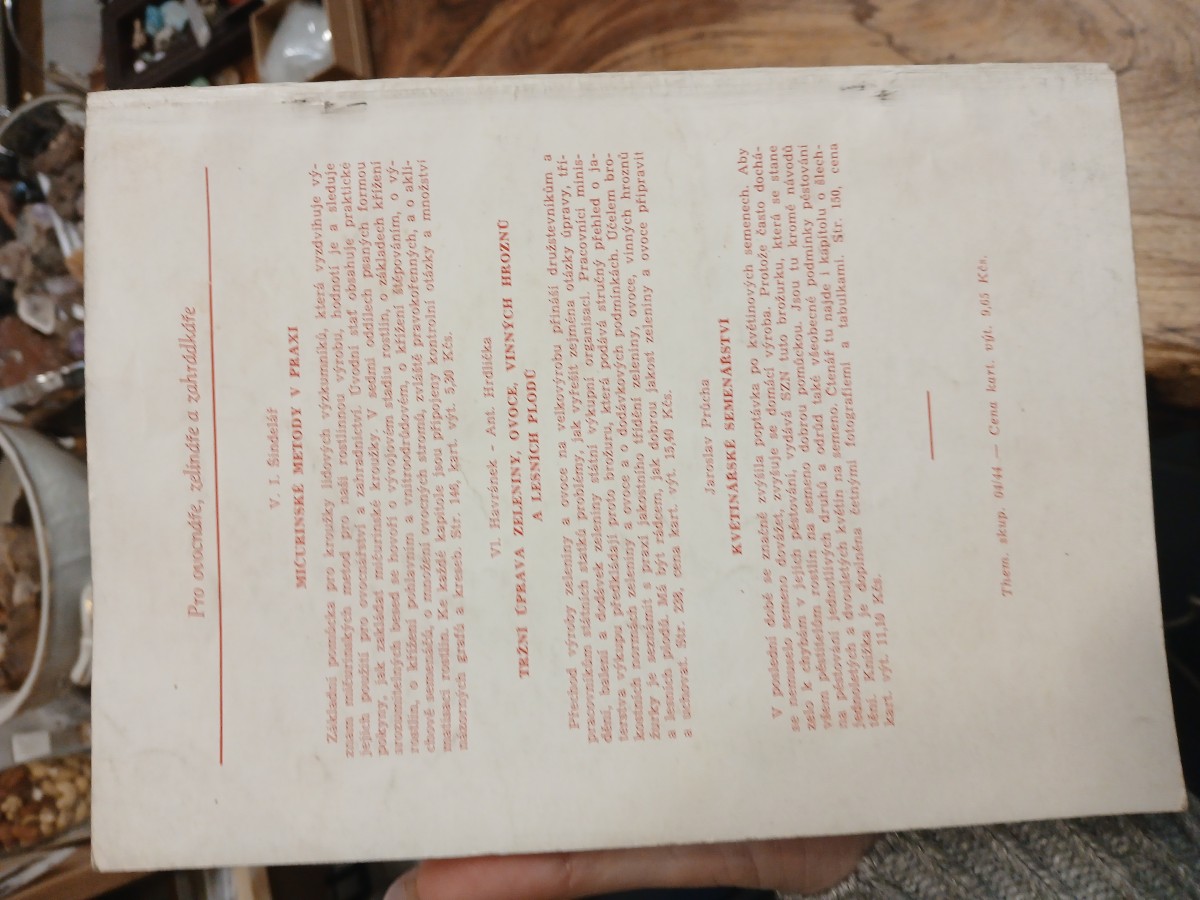 Pro ovocnáře, zelináře a zahrádkáře
V. J. Šindelář
MIČURINSKÉ METODY V PRAXI
Základní pomůcka pro kroužky lidových výzkumníků, která vyzdvihuje vý-
znam mičurinských metod pro naši rostlinnou výrobu, hodnotí je a sleduje
jejich použití pro ovocnářství a zahradnictví. Úvodní stať obsahuje praktické
pokyny, jak zakládat mičurinské kroužky. V sedmi oddílech psaných formou
srozumitelných besed se hovoří o vývojovém stadiu rostlin, o základech křížení
rostlin, o křížení pohlavním a vnitroodrůdovém, o křížení štěpováním, o vý-
chově semenáčů, o množení ovocných stromů, zvláště pravokořenných, a o akli-
matisaci rostlin. Ke každé kapitole jsou připojeny kontrolní otázky a množství
názorných grafů a kreseb. Str. 146, kart. výt. 5,30 Kčs.
Vl. Havránek - Ant. Hrdlička
TRŽNÍ ÚPRAVA ZELENINY, OVOCE, VINNÝCH HROZNŮ
A LESNÍCH PLODŮ
Přechod výroby zeleniny a ovoce na velkovýrobu přináší družstevníkům a
pracovníkům státních statků problémy, jak vyřešit zejména otázky úpravy, tří-
dění, balení a dodávek zeleniny státní výkupní organisaci. Pracovníci minis-
terstva výkupu předkládají proto brožuru, která podává stručný přehled o ja-
kostních normách zeleniny a ovoce a o dodávkových podmínkách. Účelem bro-
žurky je seznámit s praxí jakostního třídění zeleniny, ovoce, vinných hroznů
a lesních plodů. Má být rádcem, jak dobrou jakost zeleniny a ovoce připravit
a uchovat. Str. 238, cena kart. výt. 15,40 Kčs.
Jaroslav Průcha
KVĚTINÁŘSKÉ SEMENÁŘSTVÍ
V poslední době se značně zvýšila poptávka po květinových semenech. Aby
se nemuselo semeno dovážet, zvyšuje se domácí výroba. Protože často dochá-
zelo k chybám v jejich pěstování, vydává SZN tuto brožurku, která se stane
všem pěstitelům rostlin na semeno dobrou pomůckou. Jsou tu kromě návodů
na pěstování jednotlivých druhů a odrůd také všeobecné podmínky pěstování
jednoletých a dvouletých květin na semeno. Čtenář tu najde i kapitolu o šlech-
tění. Knížka je doplněna četnými fotografiemi a tabulkami. Str. 150, cena
kart. výt. 11,10 Kčs.
Them. skup. 08/44 — Cena kart. výt. 9,05 Kčs.